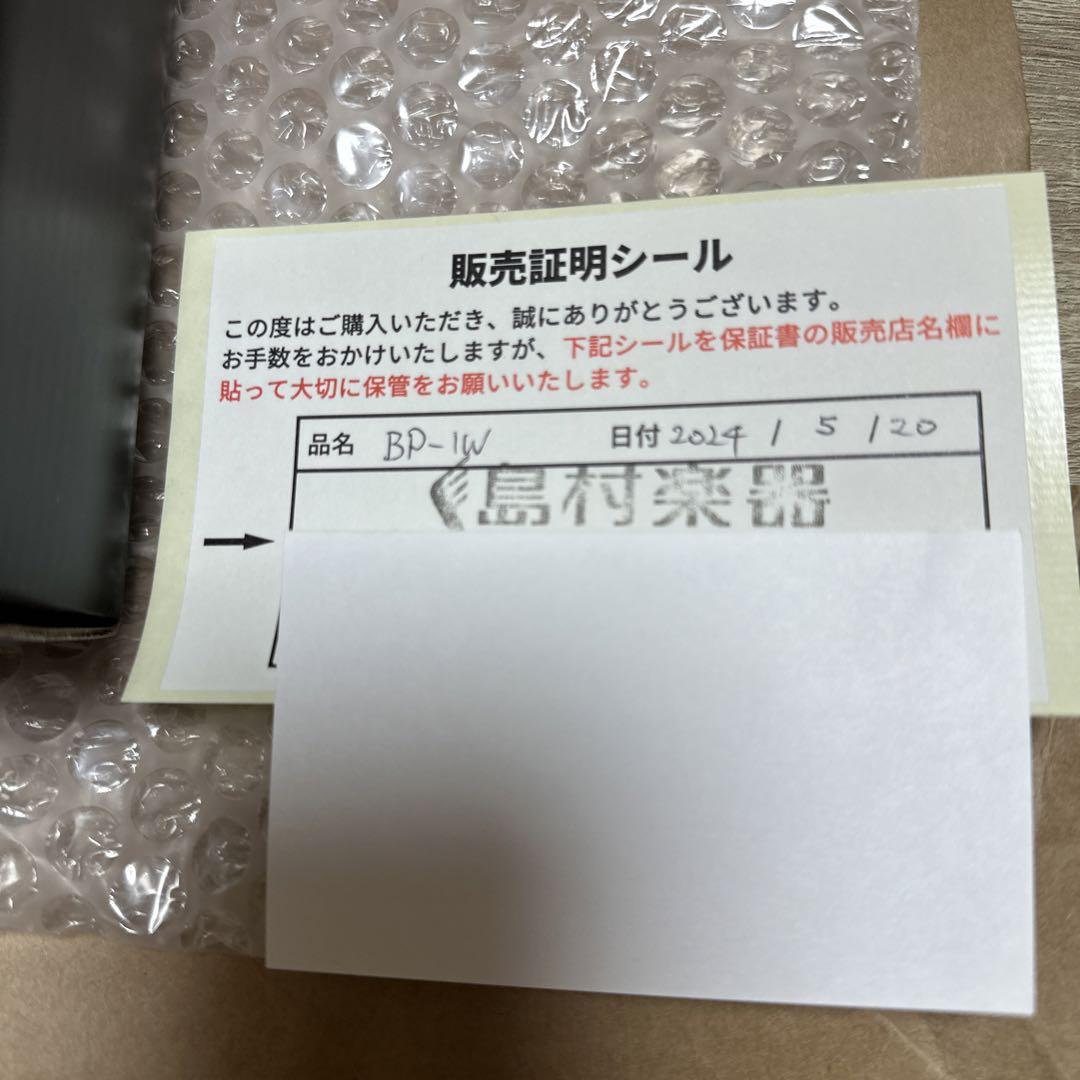 販売証明シール
この度はご購入いただき、誠にありがとうございます。
お手数をおかけいたしますが、下記シールを保証書の販売店名欄に
貼って大切に保管をお願いいたします。
品名 BP-1W 日付 2024 / 5 / 20
島村楽器